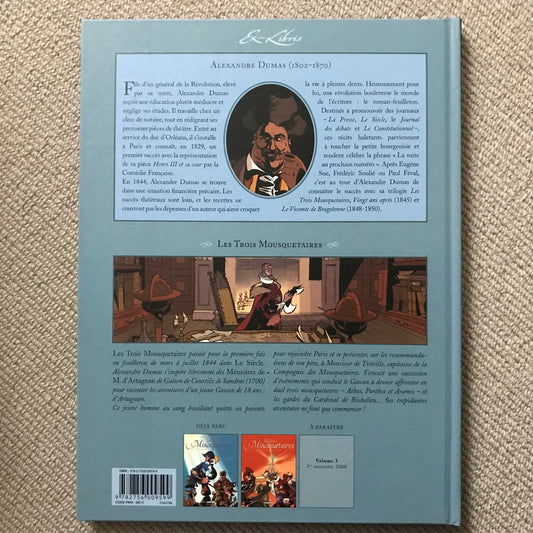 Ex-Libris
ALEXANDRE DUMAS (1802-1870)
Fils d'un général de la Révolution, élevé
par sa mère, Alexandre Dumas
reçoit une éducation plutôt médiocre et
néglige ses études. Il travaille chez un
clerc de notaire, tout en rédigeant ses
premières pièces de théâtre. Entré au
service du duc d'Orléans, il s'installe
à Paris et connaît, en 1829, un
premier succès avec la représentation
de sa pièce Henri III et sa cour par la
Comédie Française.
En 1844, Alexandre Dumas se trouve
dans une situation financière précaire. Les
succès théâtraux sont loin, et les recettes ne
couvrent pas les dépenses d'un auteur qui aime croquer
la vie à pleines dents. Heureusement pour
lui, une révolution bouleverse le monde
de l'écriture : le roman-feuilleton.
Destinés à promouvoir des journaux
– La Presse, Le Siècle, le Journal
des débats et Le Constitutionnel –,
ces récits haletants parviennent
à toucher la petite bourgeoisie et
rendent célèbre la phrase « La suite
au prochain numéro ». Après Eugène
Sue, Frédéric Soulié ou Paul Féval,
c'est au tour d'Alexandre Dumas de
connaître le succès avec sa trilogie Les
Trois Mousquetaires, Vingt ans après (1845) et
Le Vicomte de Bragelonne (1848-1850).
LES TROIS MOUSQUETAIRES
Les Trois Mousquetaires paraît pour la première fois
en feuilleton de mars à juillet 1844 dans Le Siècle.
Alexandre Dumas s'inspire librement des Mémoires de
M. d'Artagnan de Gatien de Courtilz de Sandras (1700)
pour raconter les aventures d'un jeune Gascon de 18 ans :
d'Artagnan.
Ce jeune homme au sang bouillant quitte ses parents
pour rejoindre Paris et se présenter, sur les recommanda-
tions de son père, à Monsieur de Treville, capitaine de la
Compagnie des Mousquetaires. S'ensuit une succession
d'événements qui conduit le Gascon à devoir affronter en
duel trois mousquetaires – Athos, Porthos et Aramis – et
les gardes du Cardinal de Richelieu... Ses trépidantes
aventures ne font que commencer !
DÉJÀ PARU
À PARAÎTRE
Mousquetaires
Mousquetaires
Volume 3
1er semestre 2009
ISBN : 978-2-7560-0959-9
9 782756 009599